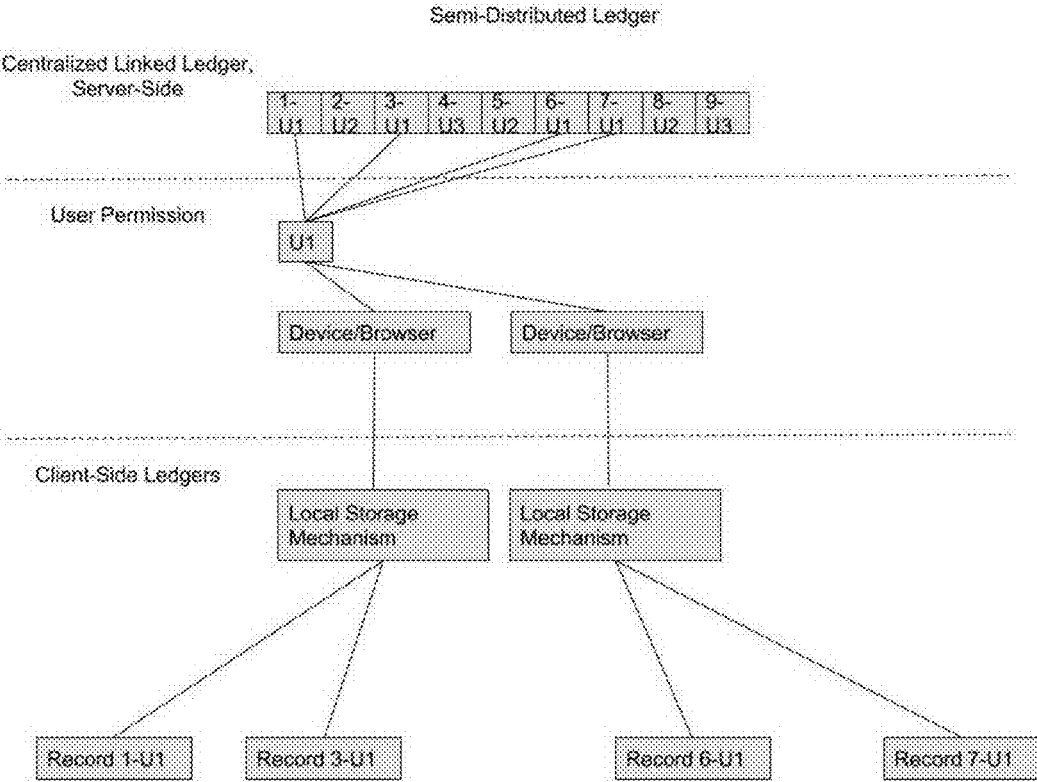 Semi-Distributed Ledger
Centralized Linked Ledger,
Server-Side
1- 2- 3- 4- 5- 6- 7- 8- 9-
U1 U2 U1 U3 U2 U1 U1 U2 U3
User Permission
U1
Device/Browser Device/Browser
Client-Side Ledgers
Local Storage Local Storage
Mechanism Mechanism
Record 1-U1 Record 3-U1 Record 6-U1 Record 7-U1